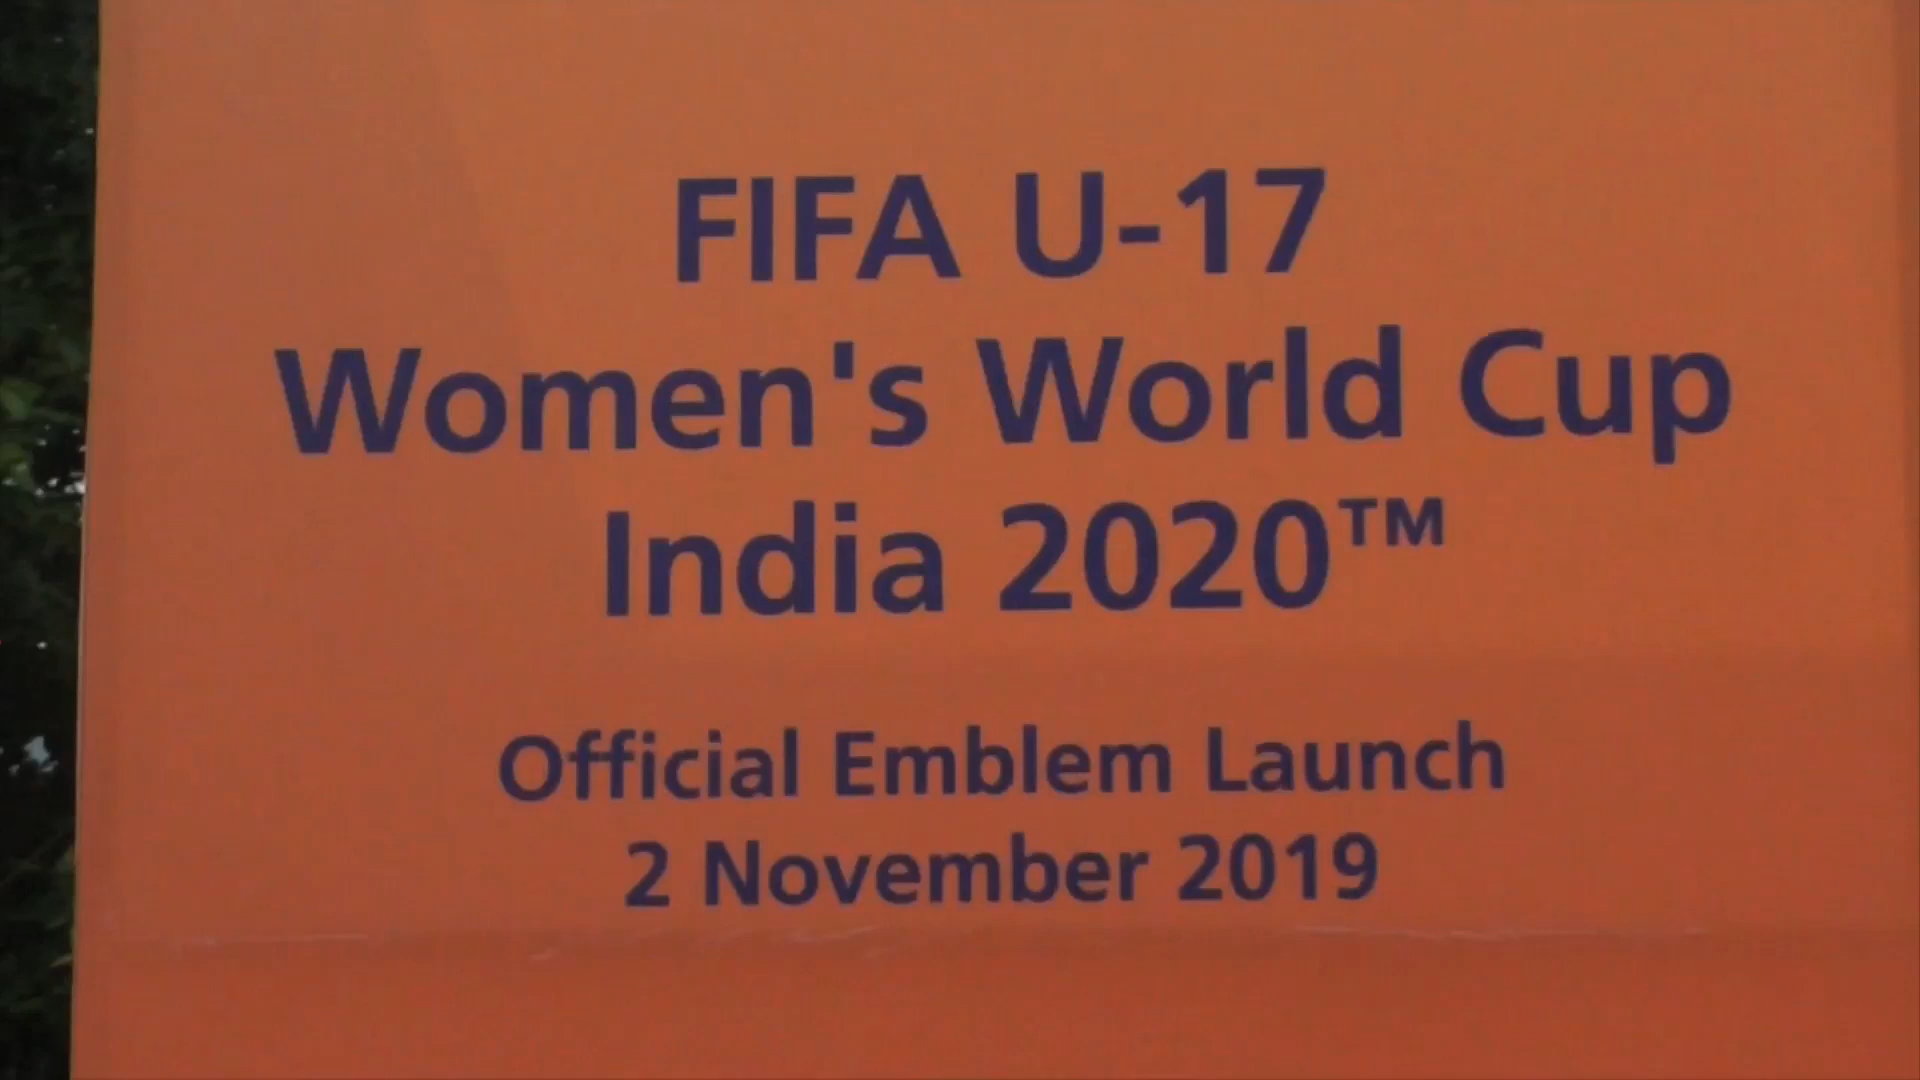 FIFA U-17
Women's World Cup
India 2020™
Official Emblem Launch
2 November 2019